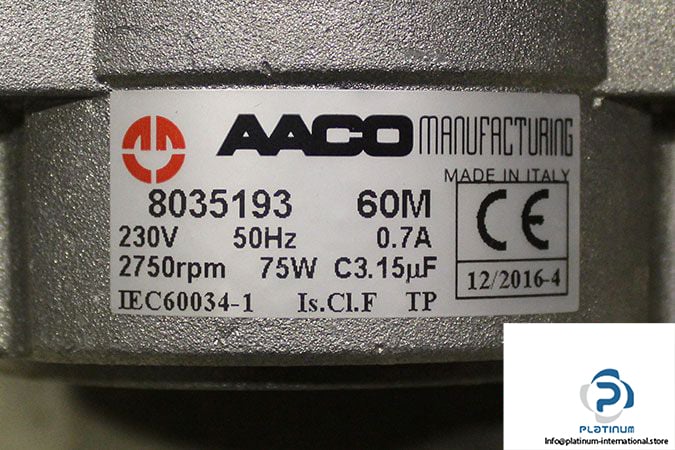 AACO MANUFACTURING
MADE IN ITALY
8035193 60M
230V 50Hz 0.7A
2750rpm 75W C3.15µF
IEC60034-1 Is.Cl.F TP
CE
12/2016-4
PLATINUM
Info@platinum-international.store